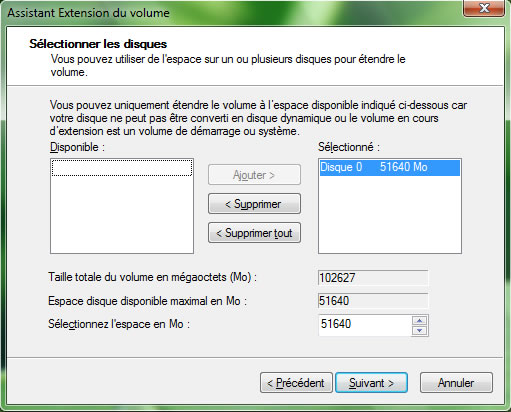 Assistant Extension du volume
Sélectionner les disques
Vous pouvez utiliser de l'espace sur un ou plusieurs disques pour étendre le
volume.
Vous pouvez uniquement étendre le volume à l'espace disponible indiqué ci-dessous car
votre disque ne peut pas être converti en disque dynamique ou le volume en cours
d'extension est un volume de démarrage ou système.
Disponible :
Sélectionné :
Ajouter >
Disque 0 51640 Mo
< Supprimer
< Supprimer tout
Taille totale du volume en mégaoctets (Mo) : 102627
Espace disque disponible maximal en Mo : 51640
Sélectionnez l'espace en Mo : 51640
< Précédent
Suivant >
Annuler